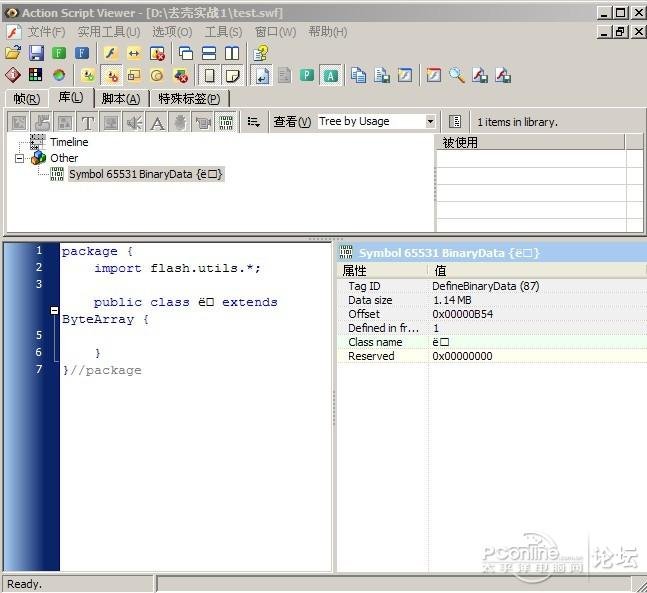 Action Script Viewer - [D:\去壳实战1\test.swf]
文件(F) 实用工具(U) 选项(O) 工具(S) 窗口(W) 帮助(H)
帧(R) 库(L) 脚本(A) 特殊标签(P)
查看(V) Tree by Usage 1 items in library.
Timeline
Other
Symbol 65531 BinaryData {ë□}
被使用
1 package {
2 import flash.utils.*;
3
public class ë□ extends
ByteArray {
5
6 }
7 }//package
Symbol 65531 BinaryData {ë□}
属性 值
Tag ID DefineBinaryData (87)
Data size 1.14 MB
Offset 0x00000B54
Defined in fr... 1
Class name ë□
Reserved 0x00000000
PConline.com.cn 论坛
太平洋电脑网
Ready.